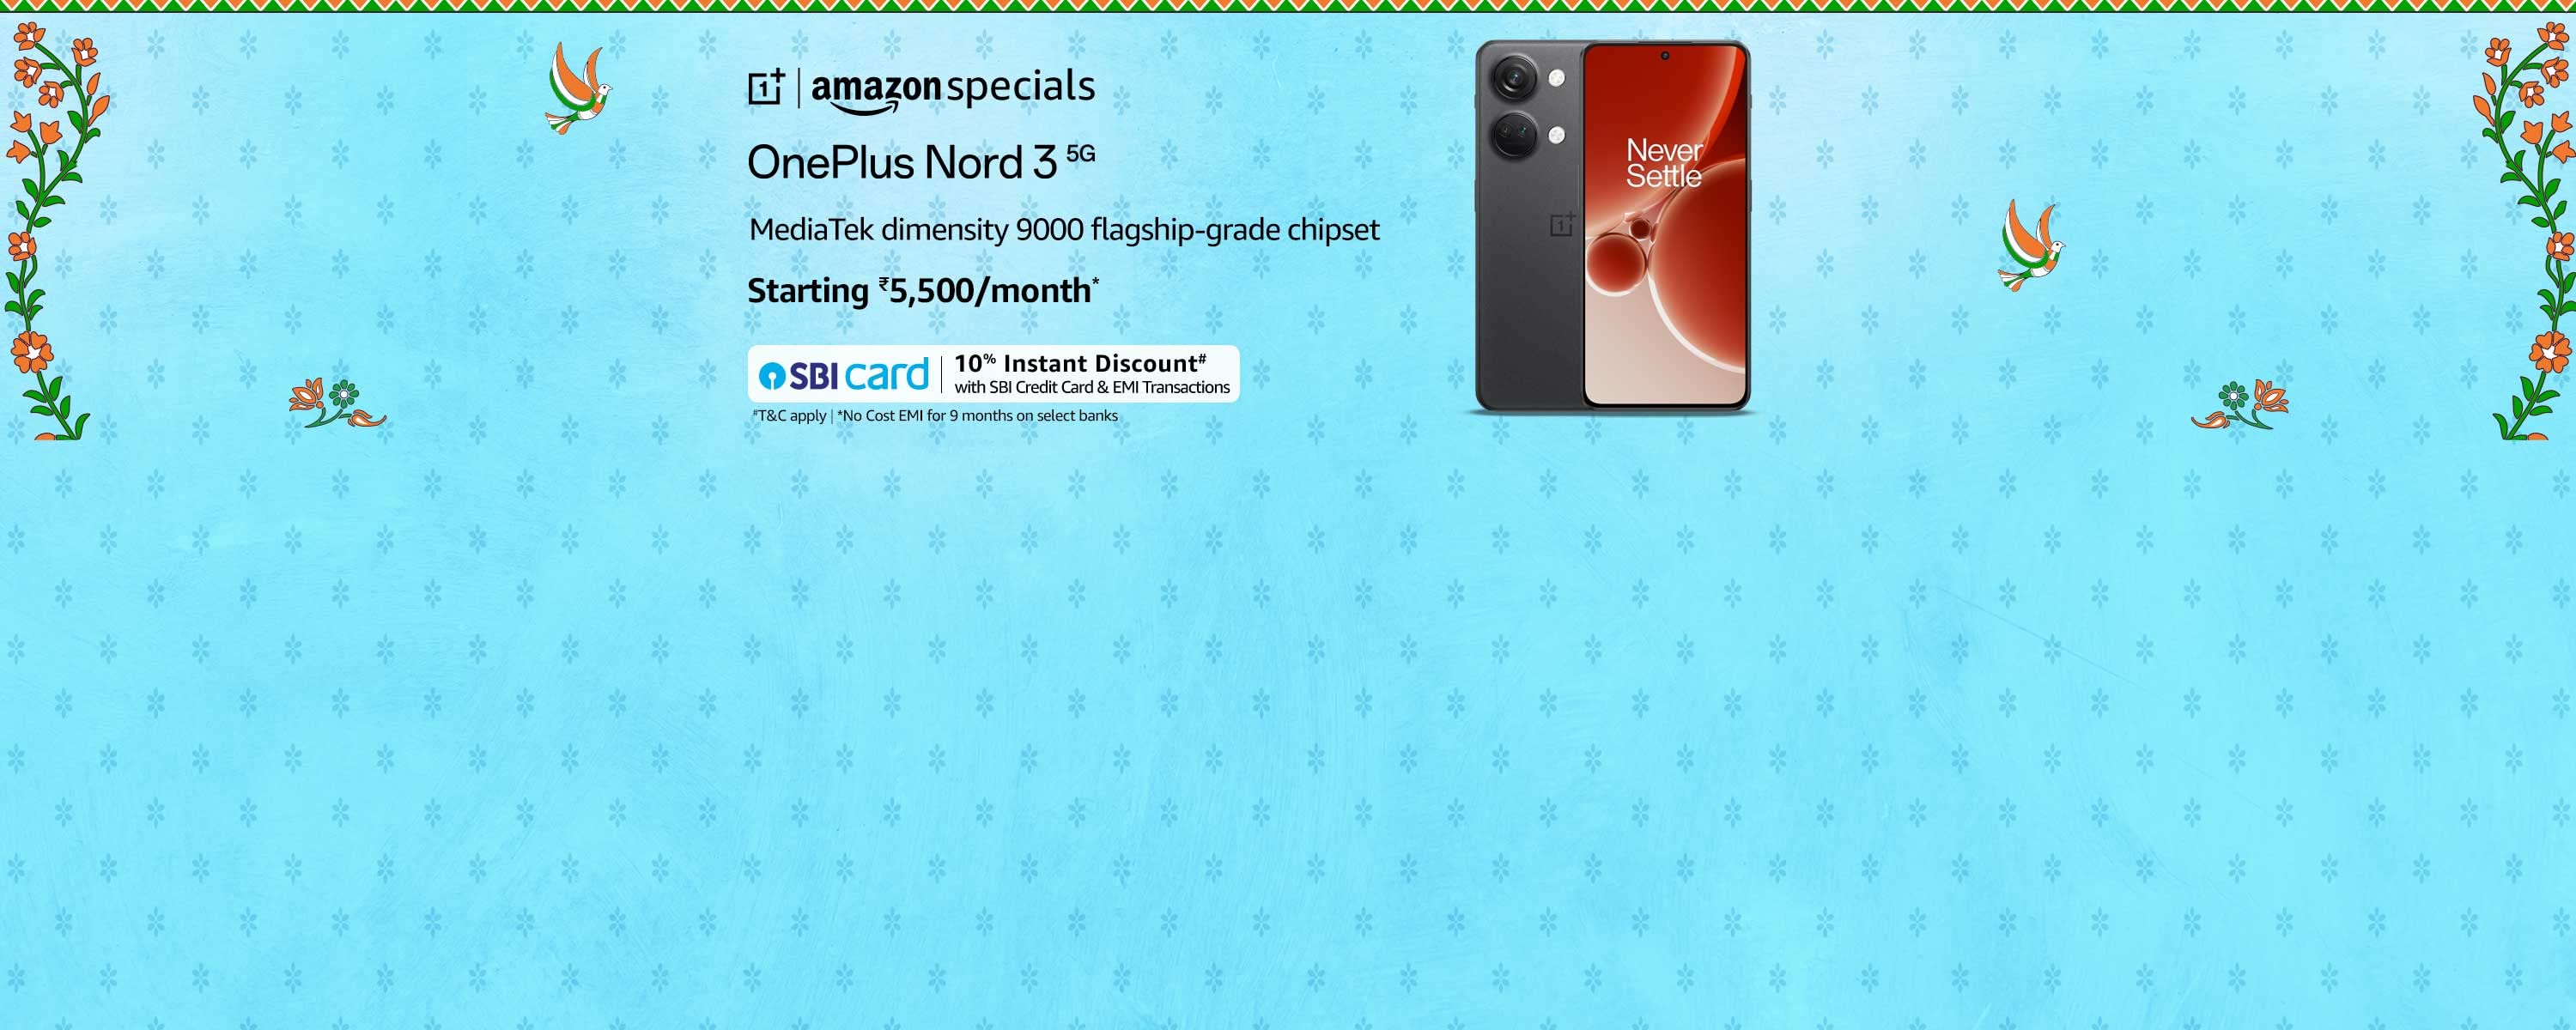 1+ | amazon specials
OnePlus Nord 3 5G
MediaTek dimensity 9000 flagship-grade chipset
Starting ₹5,500/month*
SBI card | 10% Instant Discount#
with SBI Credit Card & EMI Transactions
#T&C apply | *No Cost EMI for 9 months on select banks
Never
Settle
1+